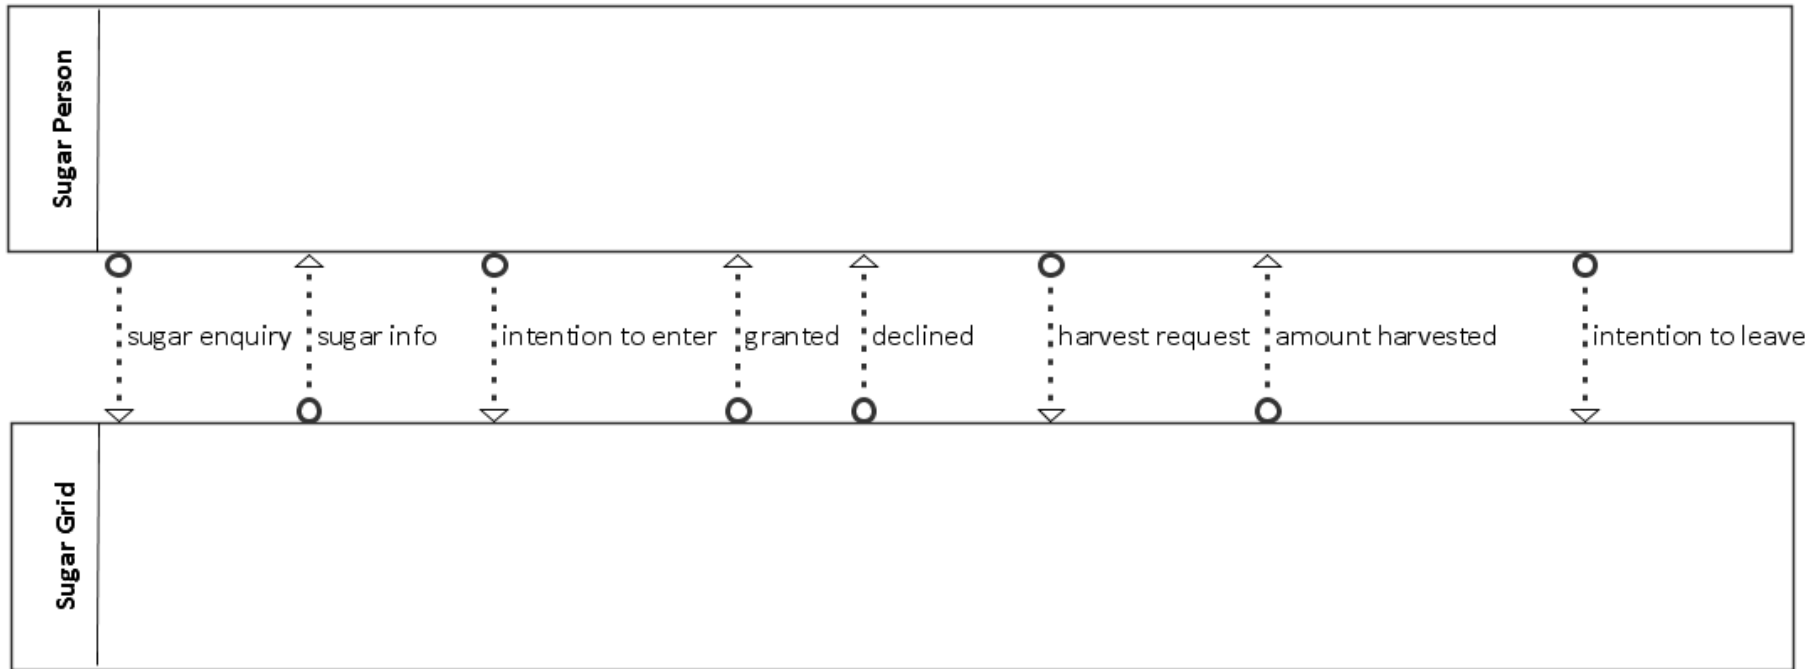 Sugar Person
sugar enquiry
sugar info
intention to enter
granted
declined
harvest request
amount harvested
intention to leave
Sugar Grid